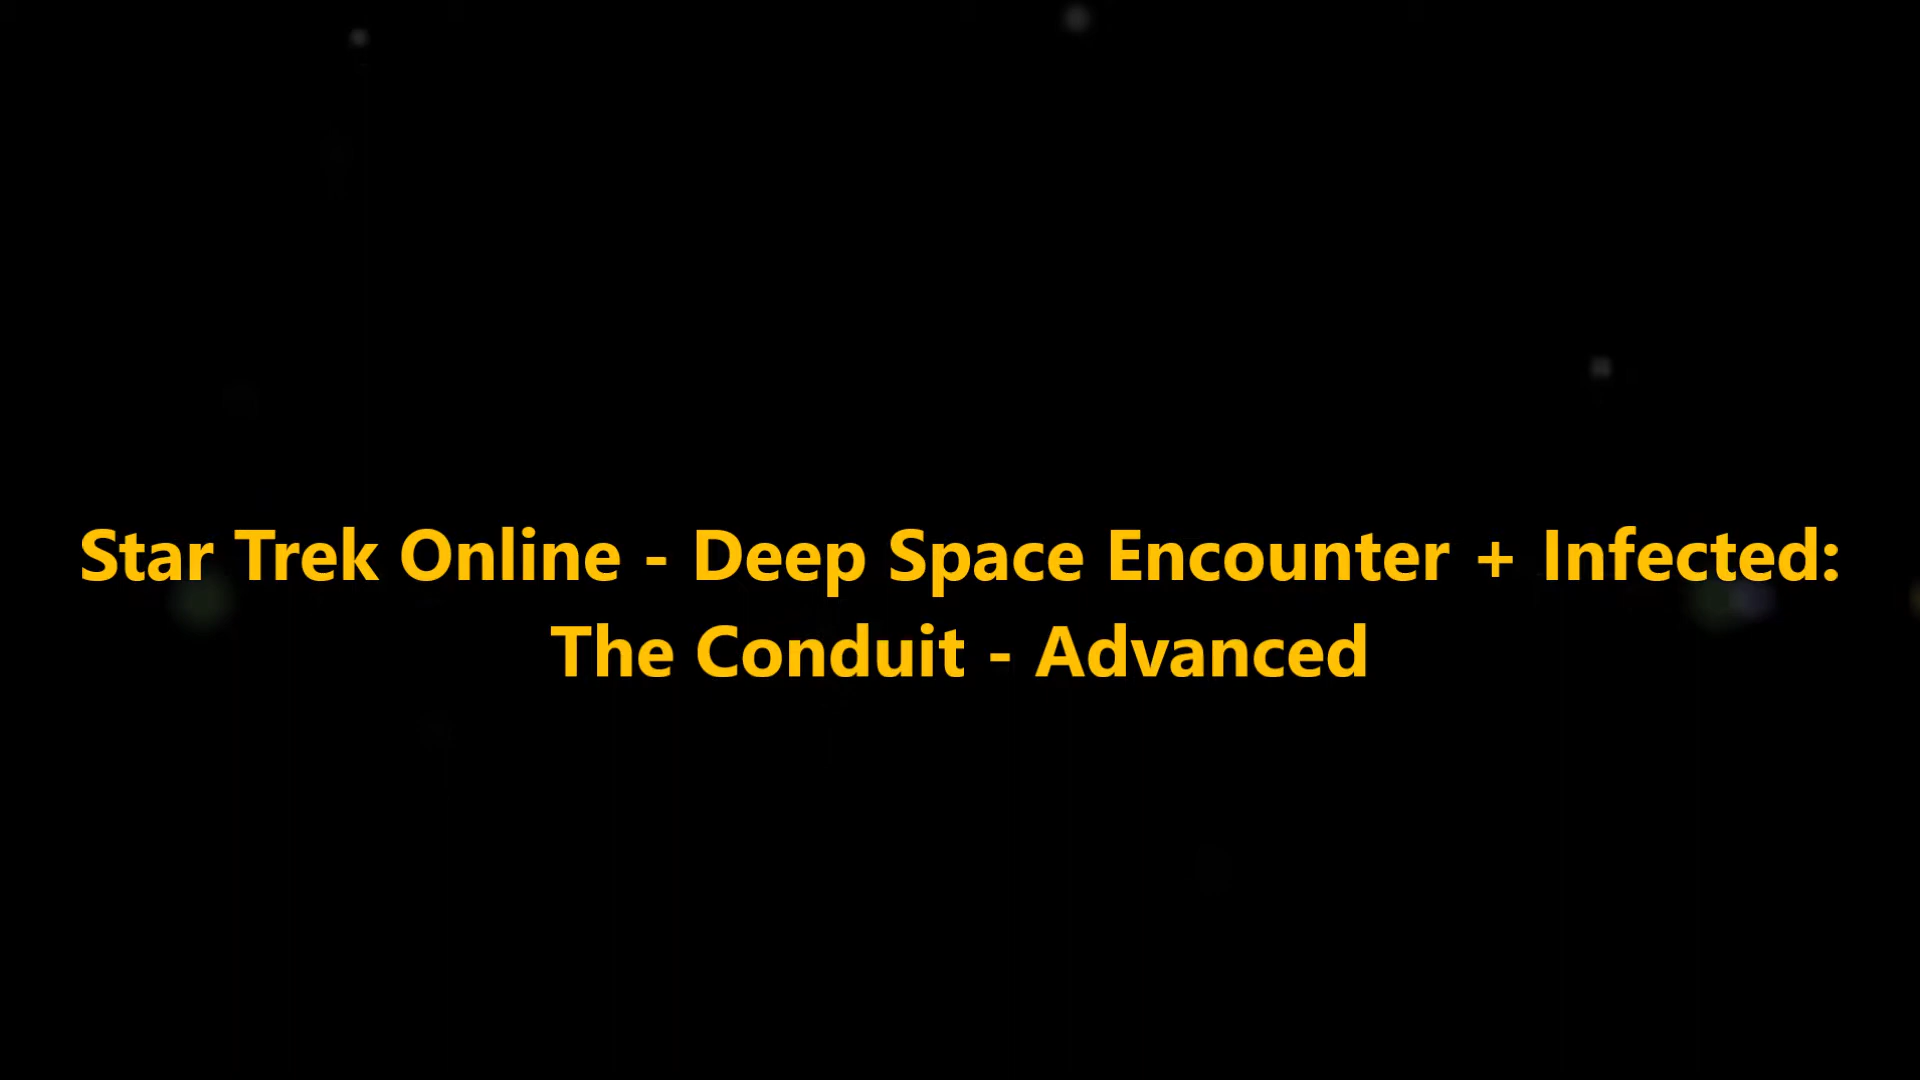 Star Trek Online - Deep Space Encounter + Infected:
The Conduit - Advanced